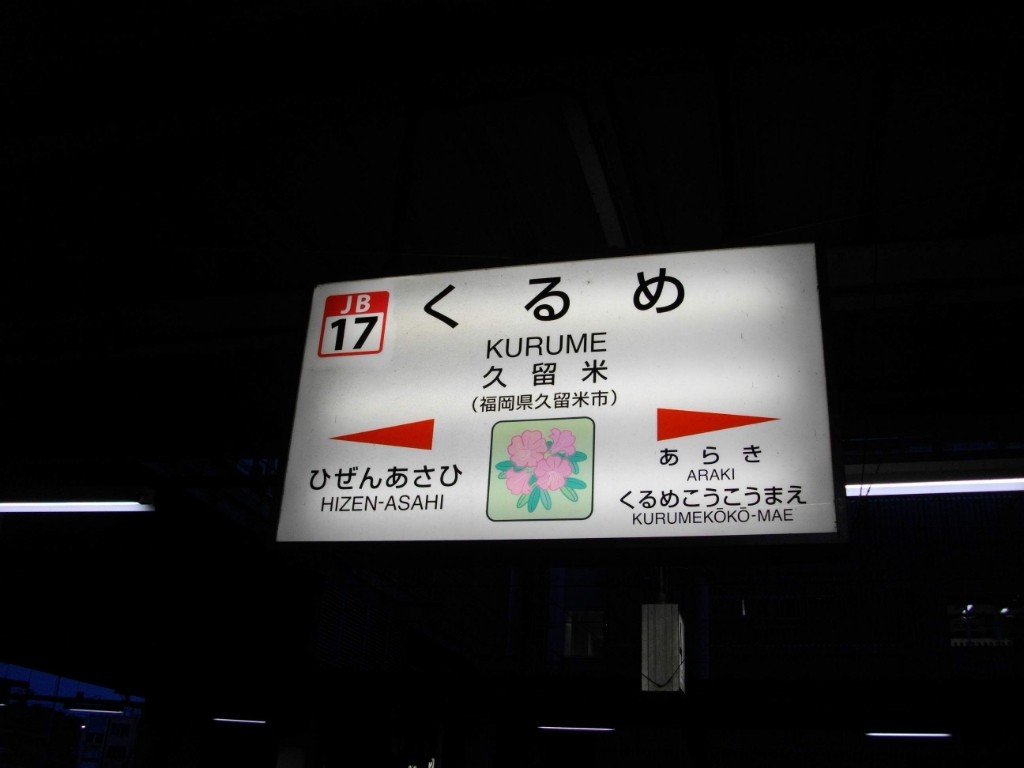 JB
17
くるめ
KURUME
久留米
（福岡県久留米市）
ひぜんあさひ
HIZEN-ASAHI
あらき
ARAKI
くるめこうこうまえ
KURUMEKŌKŌ-MAE